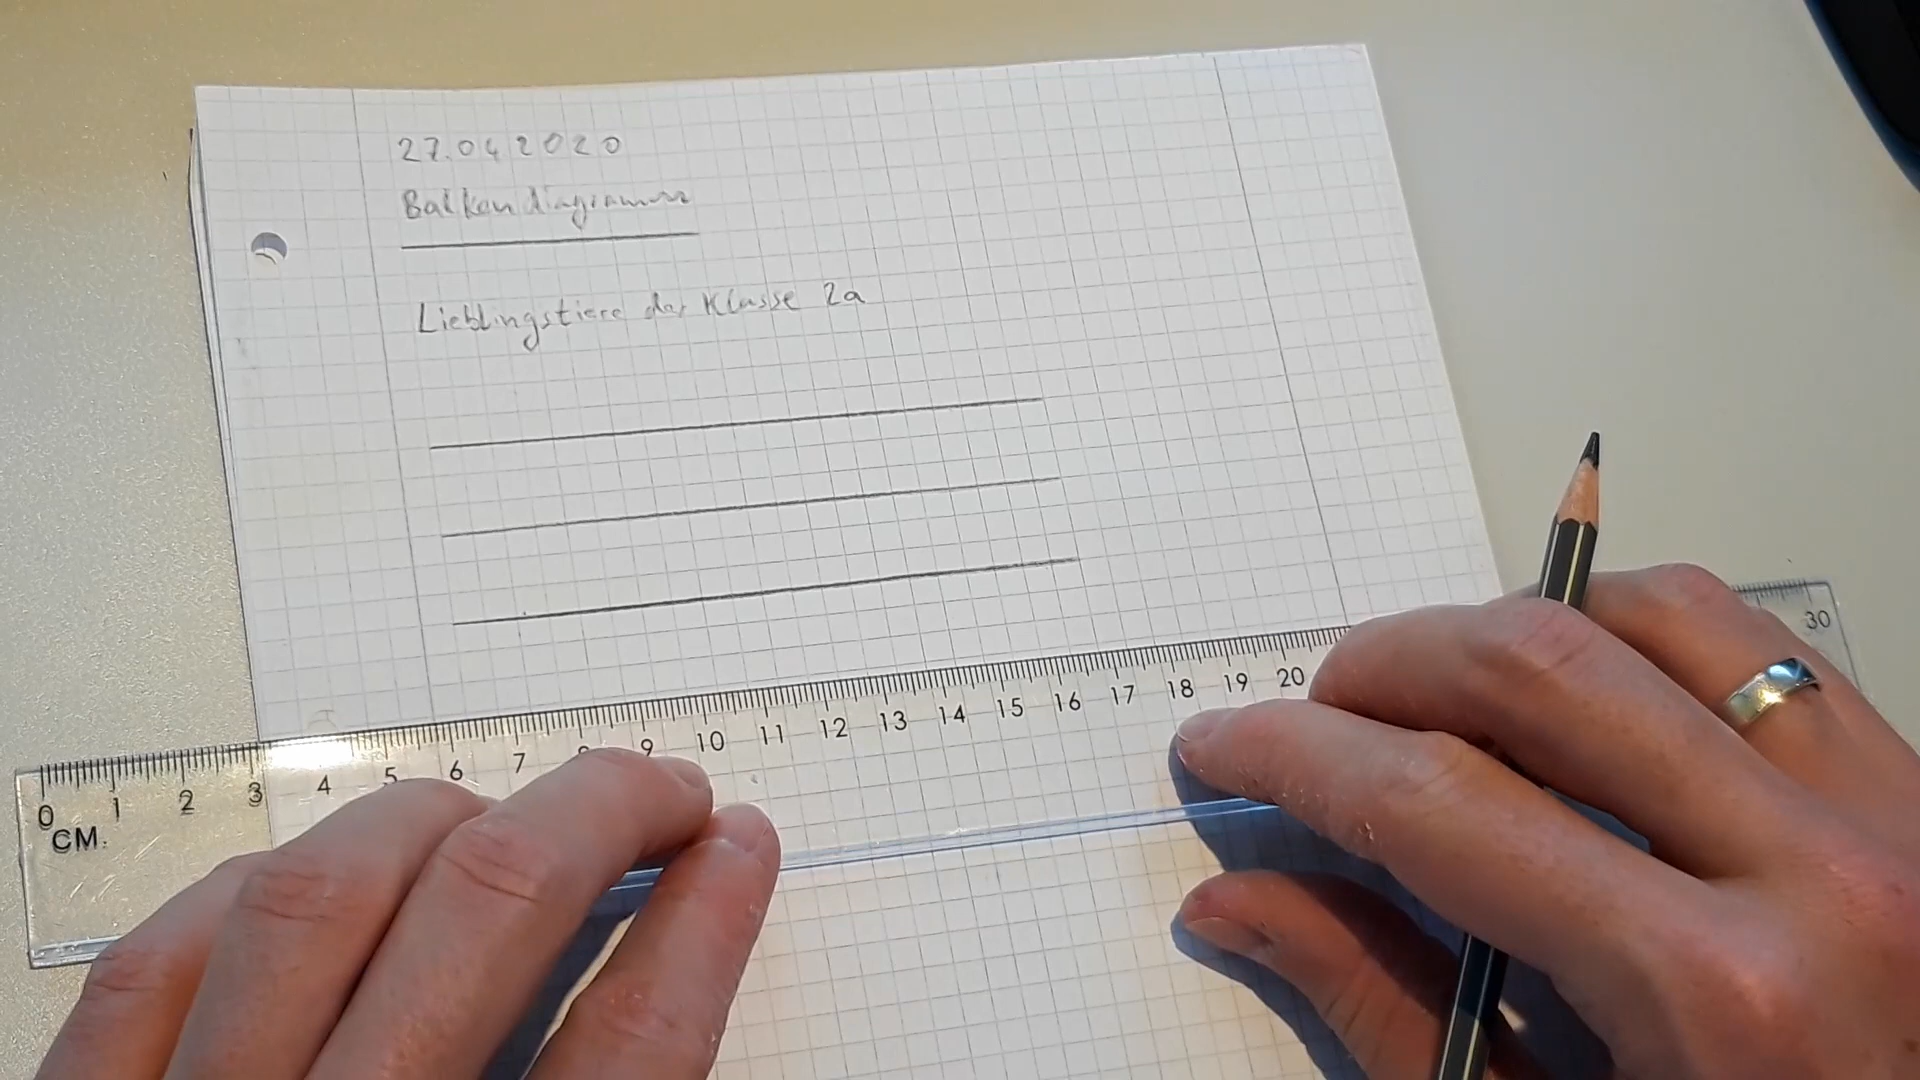 27.04 2020
Balkendiagramm
Lieblingstiere der Klasse 2a
0 1 2 3 4 5 6 7 8 9 10 11 12 13 14 15 16 17 18 19 20 30
CM.